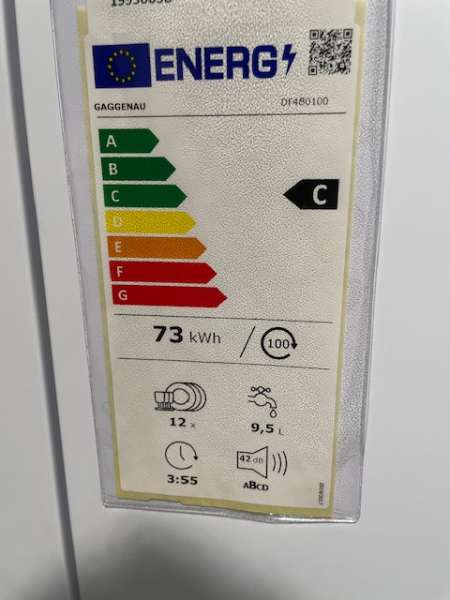 ENERG
GAGGENAU DF480100
A
B
C
C
D
E
F
G
73 kWh / 100
12 x 9,5 L
3:55 42 dB
ABCD